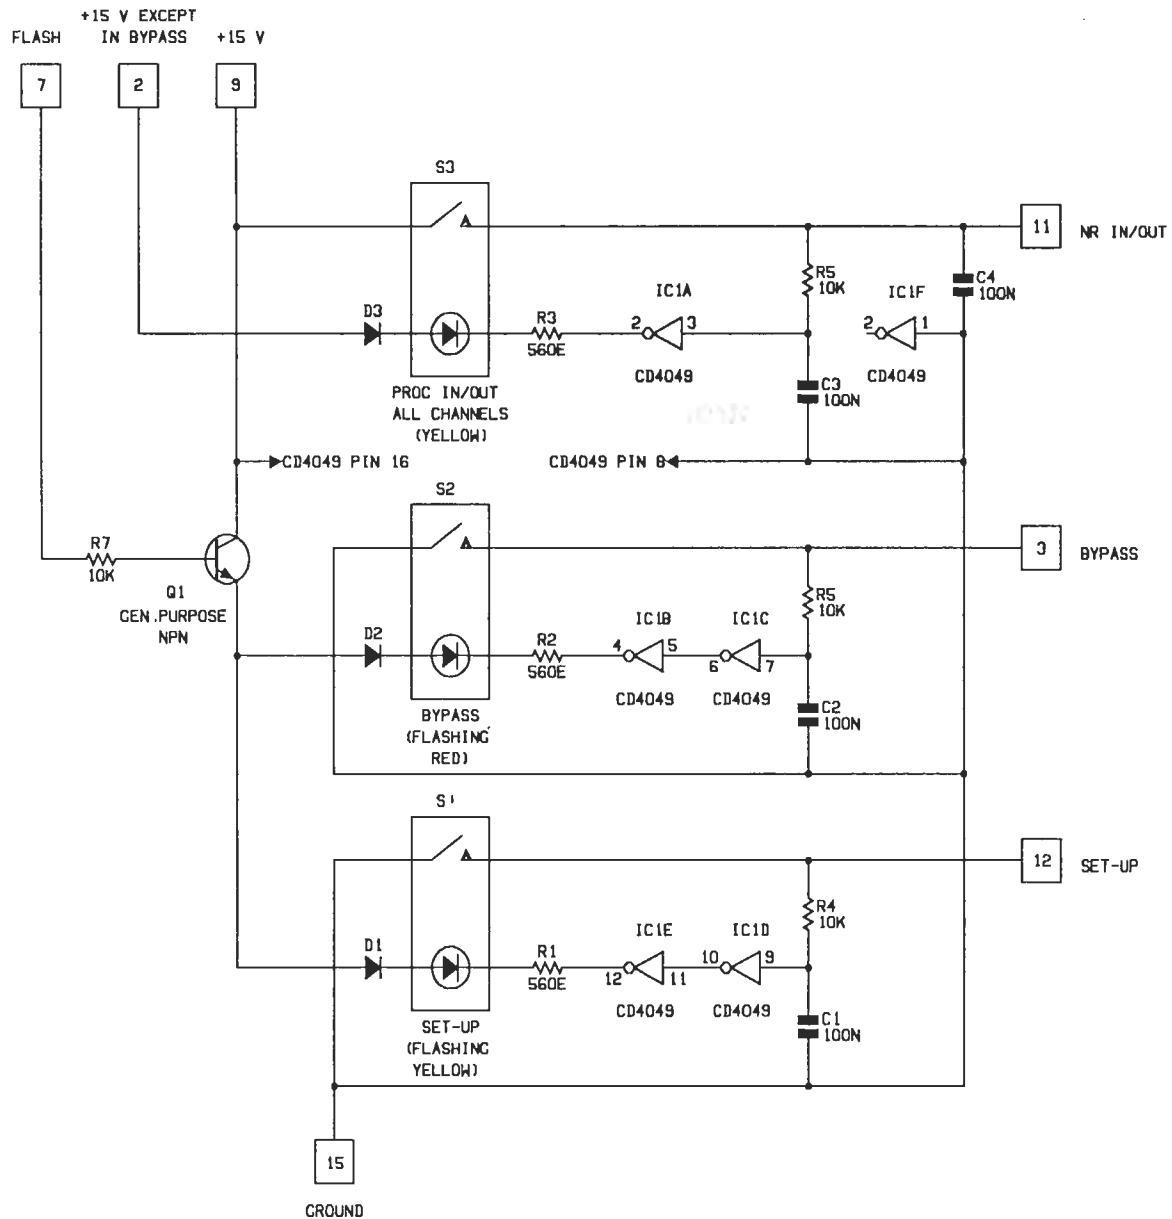 +15 V EXCEPT
FLASH IN BYPASS +15 V
7 2 9
S3
11 NR IN/OUT
R5
10K
C4
100N
IC1A IC1F
D3 R3 2 3 2 1
560E
CD4049 CD4049
C3
100N
PROC IN/OUT
ALL CHANNELS
(YELLOW)
CD4049 PIN 16 CD4049 PIN 8
S2
R7
10K
3 BYPASS
Q1
GEN.PURPOSE
NPN
R5
10K
IC1B IC1C
D2 R2 4 5 6 7
560E
CD4049 CD4049
C2
100N
BYPASS
(FLASHING
RED)
S1
12 SET-UP
R4
10K
IC1E IC1D
D1 R1 12 11 10 9
560E
CD4049 CD4049
C1
100N
SET-UP
(FLASHING
YELLOW)
15
GROUND